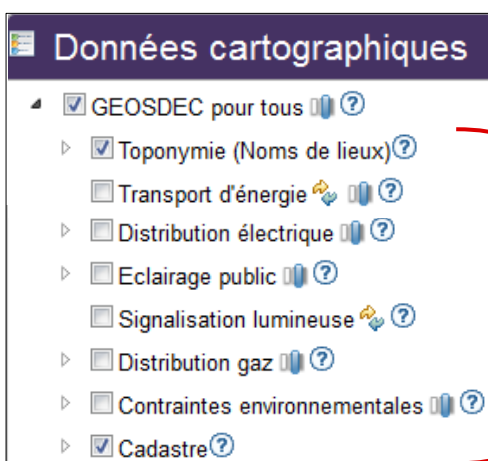 Données cartographiques
GEOSDEC pour tous
Toponymie (Noms de lieux)
Transport d'énergie
Distribution électrique
Eclairage public
Signalisation lumineuse
Distribution gaz
Contraintes environnementales
Cadastre